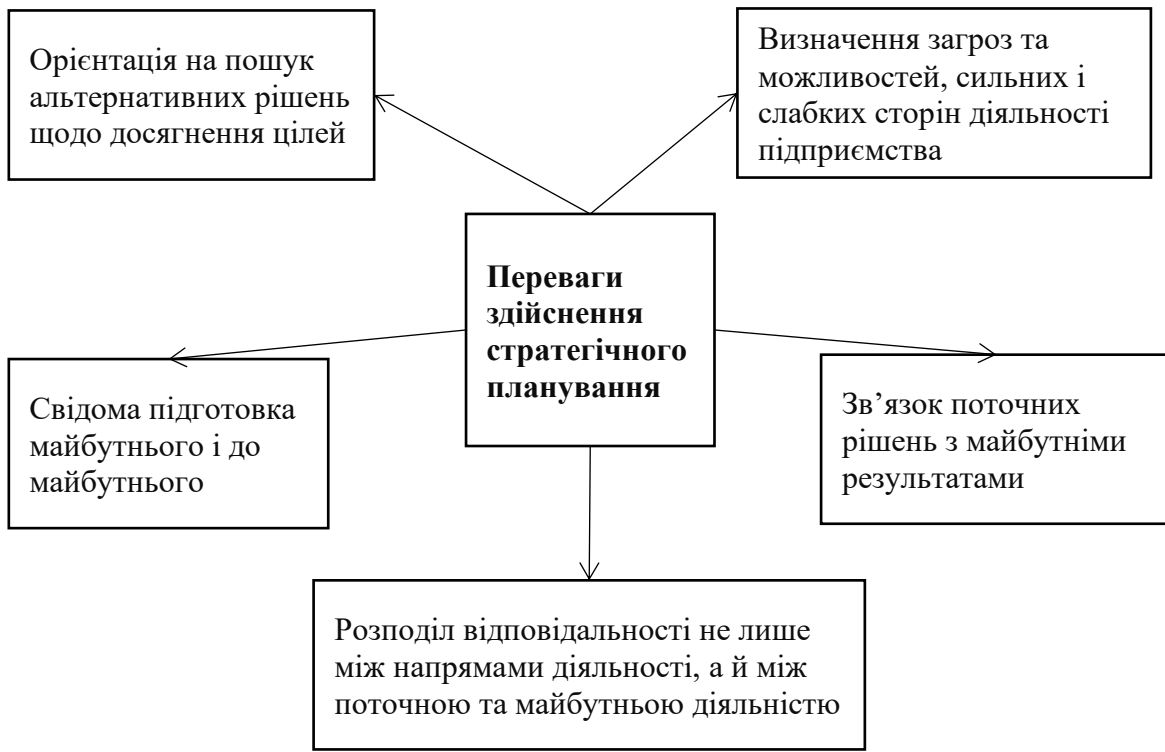 Орієнтація на пошук
альтернативних рішень
щодо досягнення цілей
Визначення загроз та
можливостей, сильних і
слабких сторін діяльності
підприємства
Переваги
здійснення
стратегічного
планування
Свідома підготовка
майбутнього і до
майбутнього
Зв’язок поточних
рішень з майбутніми
результатами
Розподіл відповідальності не лише
між напрямами діяльності, а й між
поточною та майбутньою діяльністю